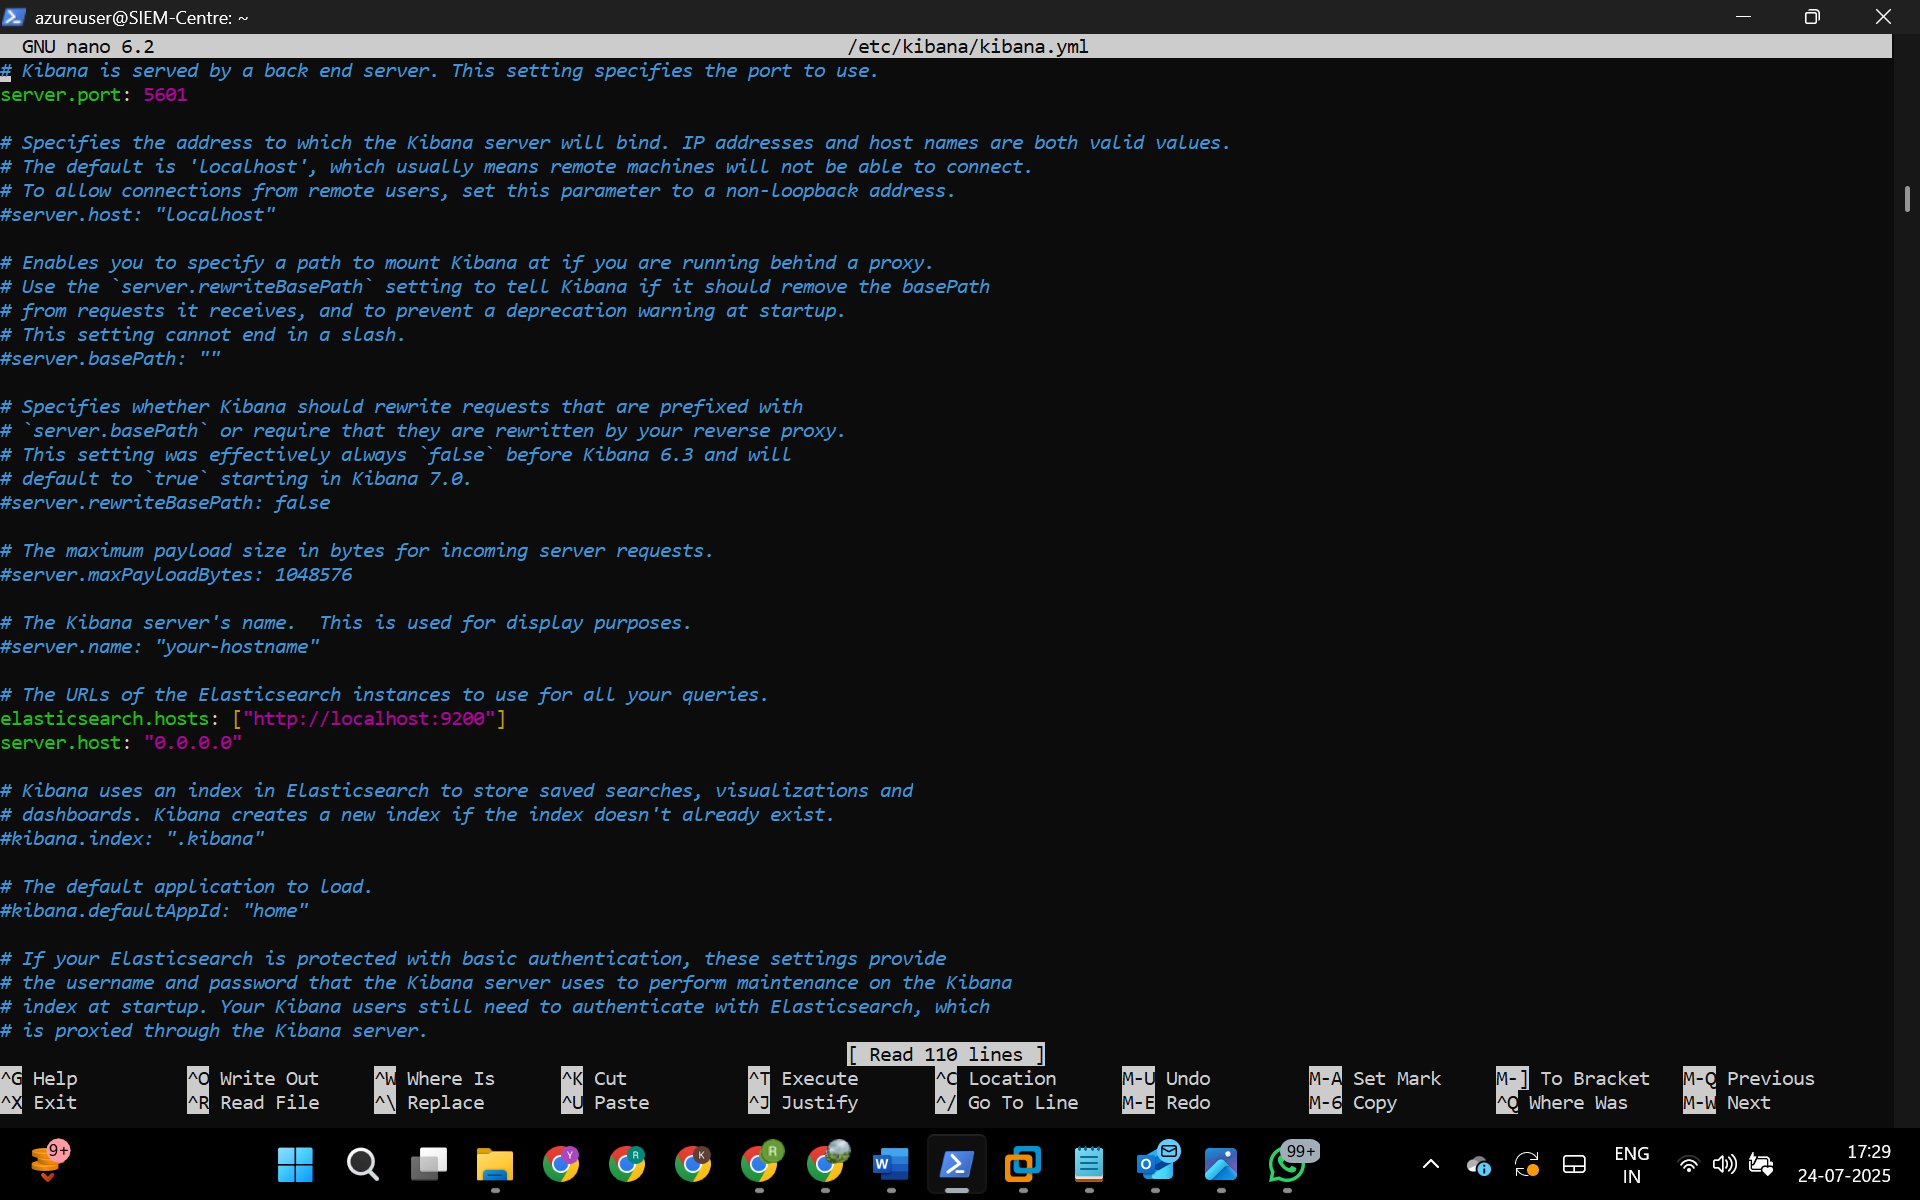 azureuser@SIEM-Centre: ~
GNU nano 6.2 /etc/kibana/kibana.yml
# Kibana is served by a back end server. This setting specifies the port to use.
server.port: 5601
# Specifies the address to which the Kibana server will bind. IP addresses and host names are both valid values.
# The default is 'localhost', which usually means remote machines will not be able to connect.
# To allow connections from remote users, set this parameter to a non-loopback address.
#server.host: "localhost"
# Enables you to specify a path to mount Kibana at if you are running behind a proxy.
# Use the `server.rewriteBasePath` setting to tell Kibana if it should remove the basePath
# from requests it receives, and to prevent a deprecation warning at startup.
# This setting cannot end in a slash.
#server.basePath: ""
# Specifies whether Kibana should rewrite requests that are prefixed with
# `server.basePath` or require that they are rewritten by your reverse proxy.
# This setting was effectively always `false` before Kibana 6.3 and will
# default to `true` starting in Kibana 7.0.
#server.rewriteBasePath: false
# The maximum payload size in bytes for incoming server requests.
#server.maxPayloadBytes: 1048576
# The Kibana server's name.  This is used for display purposes.
#server.name: "your-hostname"
# The URLs of the Elasticsearch instances to use for all your queries.
elasticsearch.hosts: ["http://localhost:9200"]
server.host: "0.0.0.0"
# Kibana uses an index in Elasticsearch to store saved searches, visualizations and
# dashboards. Kibana creates a new index if the index doesn't already exist.
#kibana.index: ".kibana"
# The default application to load.
#kibana.defaultAppId: "home"
# If your Elasticsearch is protected with basic authentication, these settings provide
# the username and password that the Kibana server uses to perform maintenance on the Kibana
# index at startup. Your Kibana users still need to authenticate with Elasticsearch, which
# is proxied through the Kibana server.
[ Read 110 lines ]
^G Help ^O Write Out ^W Where Is ^K Cut ^T Execute ^C Location M-U Undo M-A Set Mark M-] To Bracket M-Q Previous
^X Exit ^R Read File ^\ Replace ^U Paste ^J Justify ^/ Go To Line M-E Redo M-6 Copy ^Q Where Was M-W Next
9+ Y R K R W 99+ ENG 17:29
IN 24-07-2025